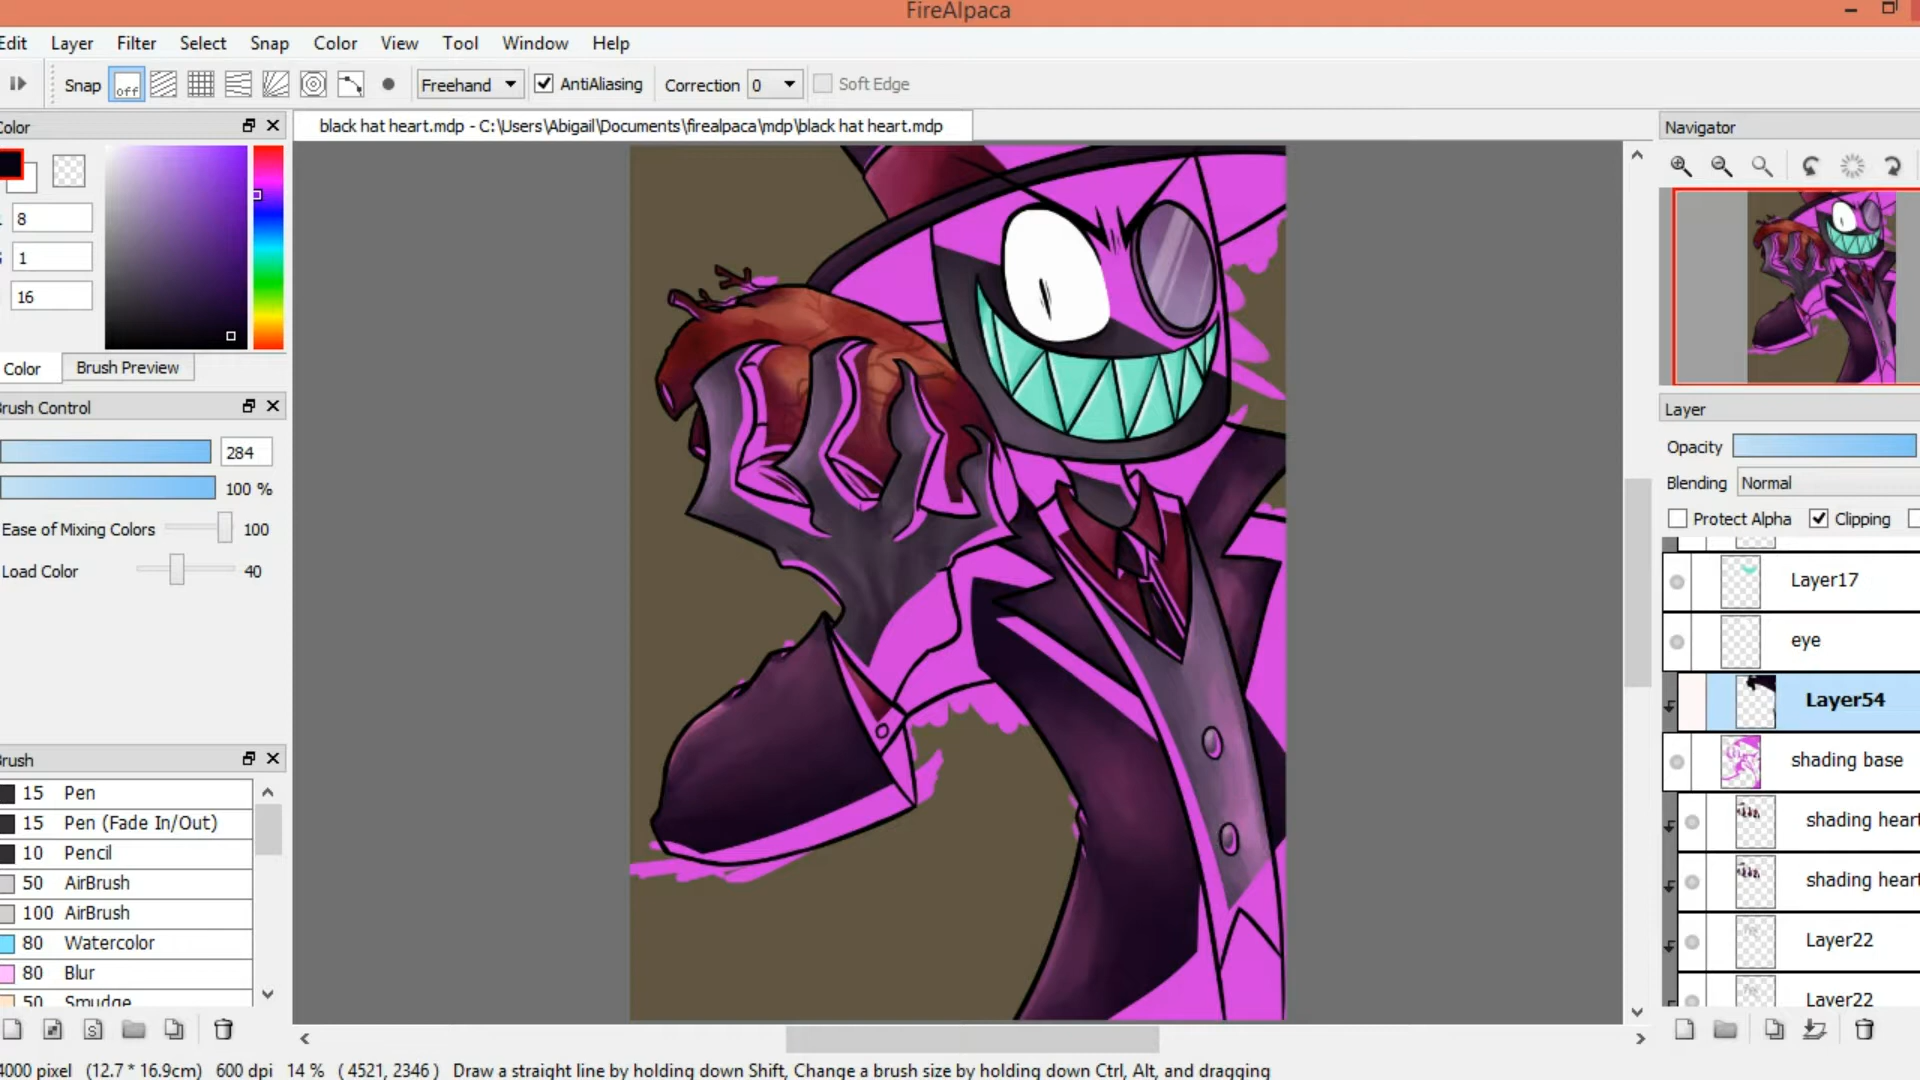 FireAlpaca
Edit Layer Filter Select Snap Color View Tool Window Help
Snap off Freehand AntiAliasing Correction 0 Soft Edge
Color
black hat heart.mdp - C:\Users\Abigail\Documents\firealpaca\mdp\black hat heart.mdp
Navigator
8
1
16
Color Brush Preview
Brush Control
284
100 %
Ease of Mixing Colors 100
Load Color 40
Brush
15 Pen
15 Pen (Fade In/Out)
10 Pencil
50 AirBrush
100 AirBrush
80 Watercolor
80 Blur
50 Smudge
Layer
Opacity
Blending Normal
Protect Alpha Clipping
Layer17
eye
Layer54
shading base
shading heart
shading heart
Layer22
Layer22
4000 pixel (12.7 * 16.9cm) 600 dpi 14 % ( 4521, 2346 ) Draw a straight line by holding down Shift, Change a brush size by holding down Ctrl, Alt, and dragging